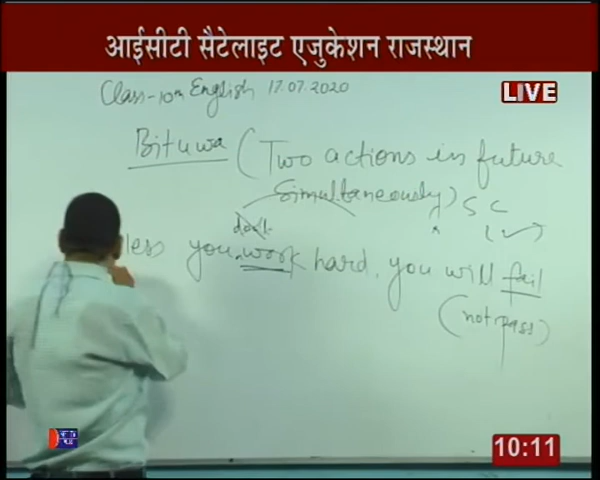 आईसीटी सैटेलाइट एजुकेशन राजस्थान
LIVE
Class-10th English 17.07.2020
Bituwa (Two actions in future
Simultaneously) S C
don't
less you work hard, you will fail
(not pass)
10:11